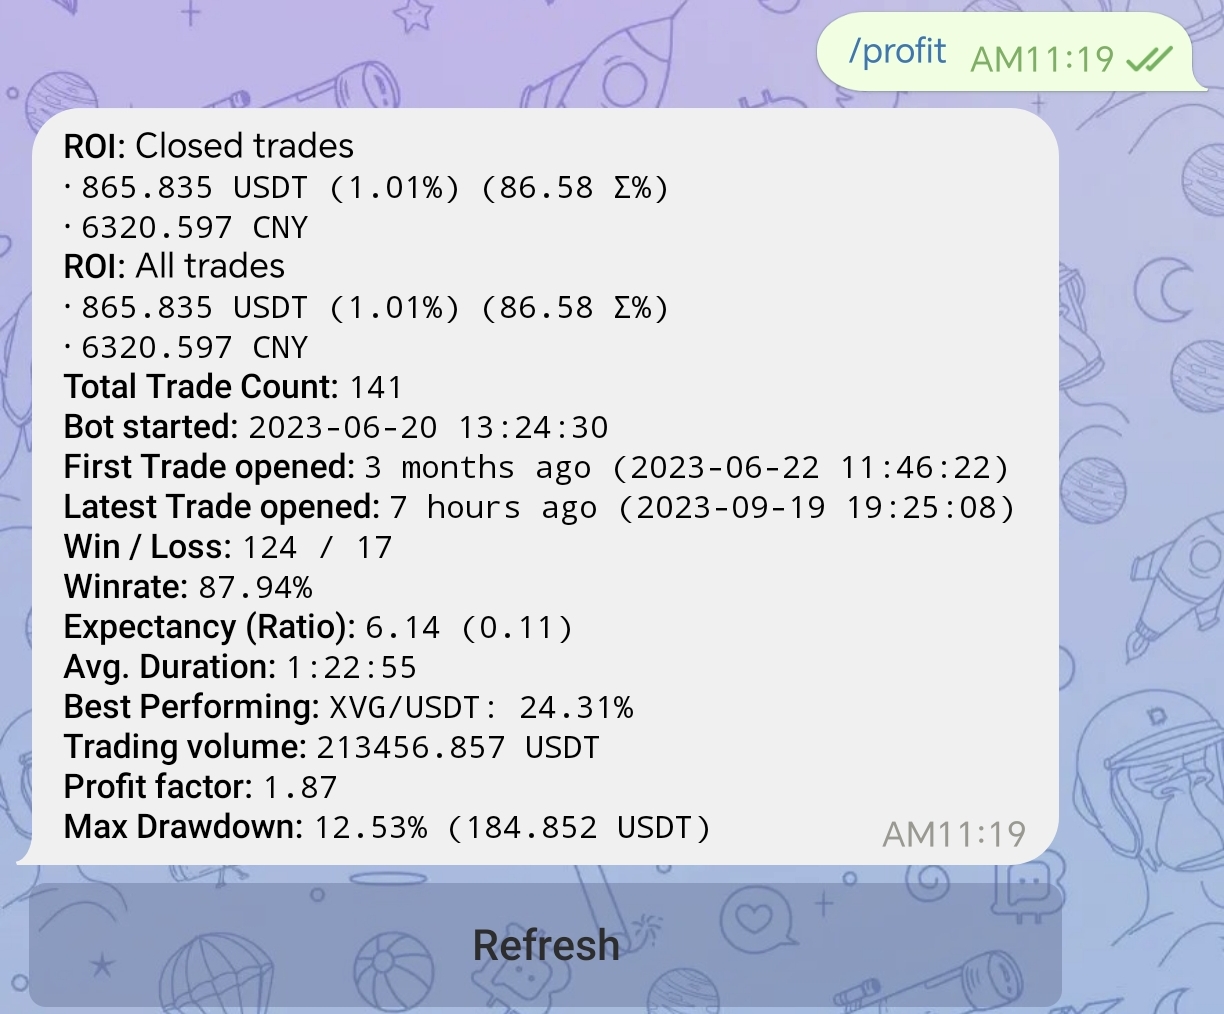 /profit AM11:19
ROI: Closed trades
∙ 865.835 USDT (1.01%) (86.58 Σ%)
∙ 6320.597 CNY
ROI: All trades
∙ 865.835 USDT (1.01%) (86.58 Σ%)
∙ 6320.597 CNY
Total Trade Count: 141
Bot started: 2023-06-20 13:24:30
First Trade opened: 3 months ago (2023-06-22 11:46:22)
Latest Trade opened: 7 hours ago (2023-09-19 19:25:08)
Win / Loss: 124 / 17
Winrate: 87.94%
Expectancy (Ratio): 6.14 (0.11)
Avg. Duration: 1:22:55
Best Performing: XVG/USDT: 24.31%
Trading volume: 213456.857 USDT
Profit factor: 1.87
Max Drawdown: 12.53% (184.852 USDT)
AM11:19
Refresh